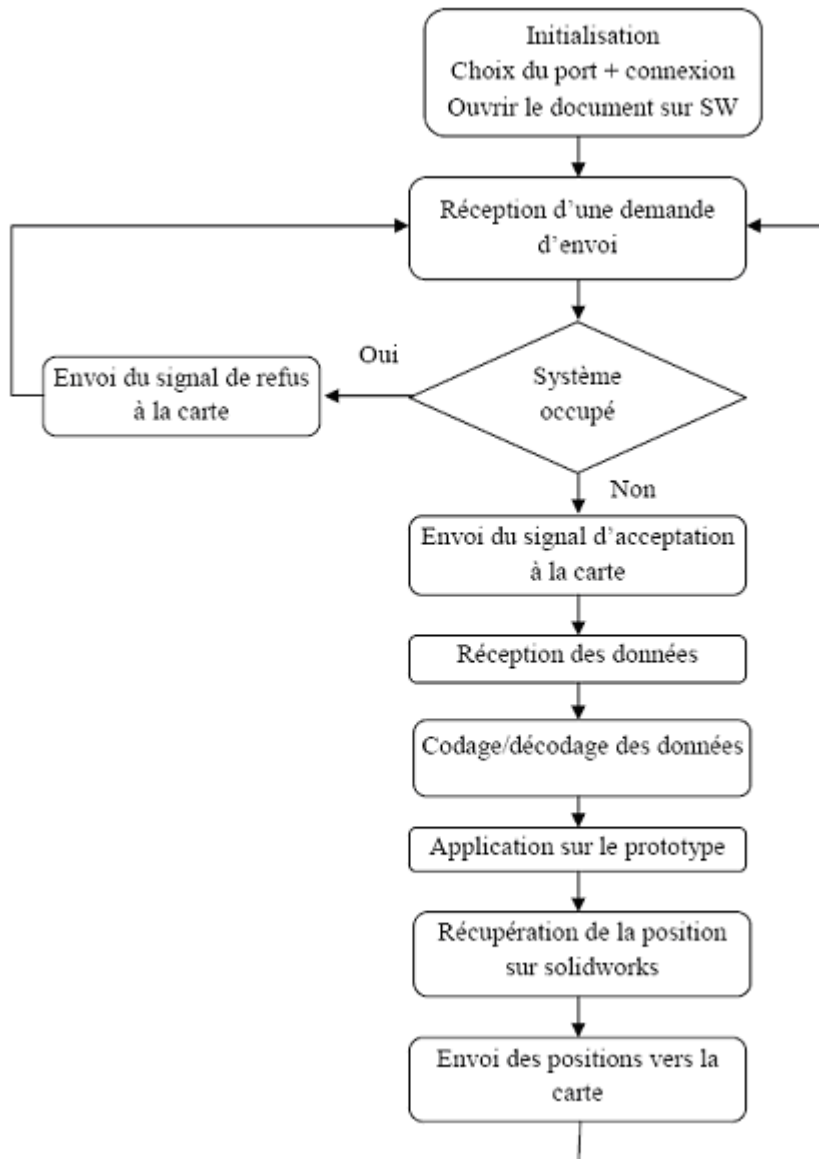 Initialisation
Choix du port + connexion
Ouvrir le document sur SW
Réception d'une demande
d'envoi
Oui
Envoi du signal de refus
à la carte
Système
occupé
Non
Envoi du signal d'acceptation
à la carte
Réception des données
Codage/décodage des données
Application sur le prototype
Récupération de la position
sur solidworks
Envoi des positions vers la
carte